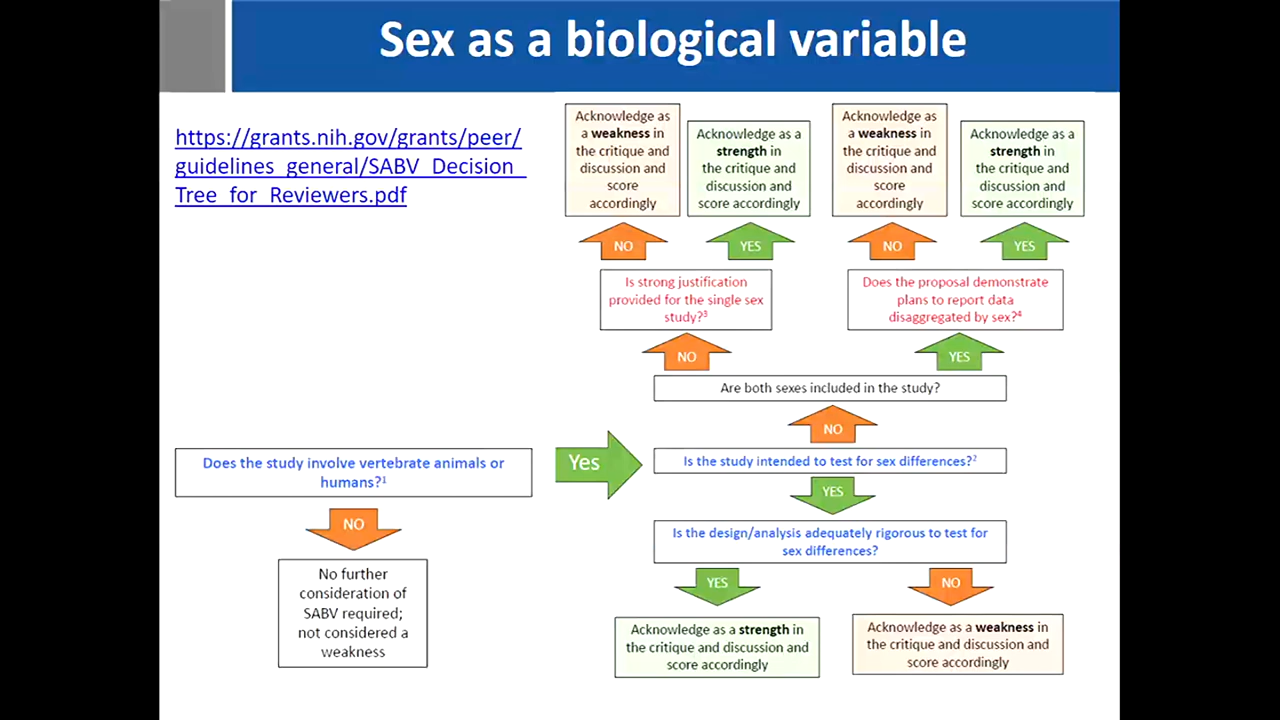 Sex as a biological variable
https://grants.nih.gov/grants/peer/
guidelines_general/SABV_Decision_
Tree_for_Reviewers.pdf
Acknowledge as
a weakness in
the critique and
discussion and
score
accordingly
Acknowledge as a
strength in
the critique and
discussion and
score accordingly
Acknowledge as
a weakness in
the critique and
discussion and
score
accordingly
Acknowledge as a
strength in
the critique and
discussion and
score accordingly
NO
YES
NO
YES
Is strong justification
provided for the single sex
study?³
Does the proposal demonstrate
plans to report data
disaggregated by sex?⁴
NO
YES
Are both sexes included in the study?
NO
Does the study involve vertebrate animals or
humans?¹
Yes
Is the study intended to test for sex differences?²
YES
NO
Is the design/analysis adequately rigorous to test for
sex differences?
No further
consideration of
SABV required;
not considered a
weakness
YES
NO
Acknowledge as a strength in
the critique and discussion and
score accordingly
Acknowledge as a weakness in
the critique and discussion and
score accordingly